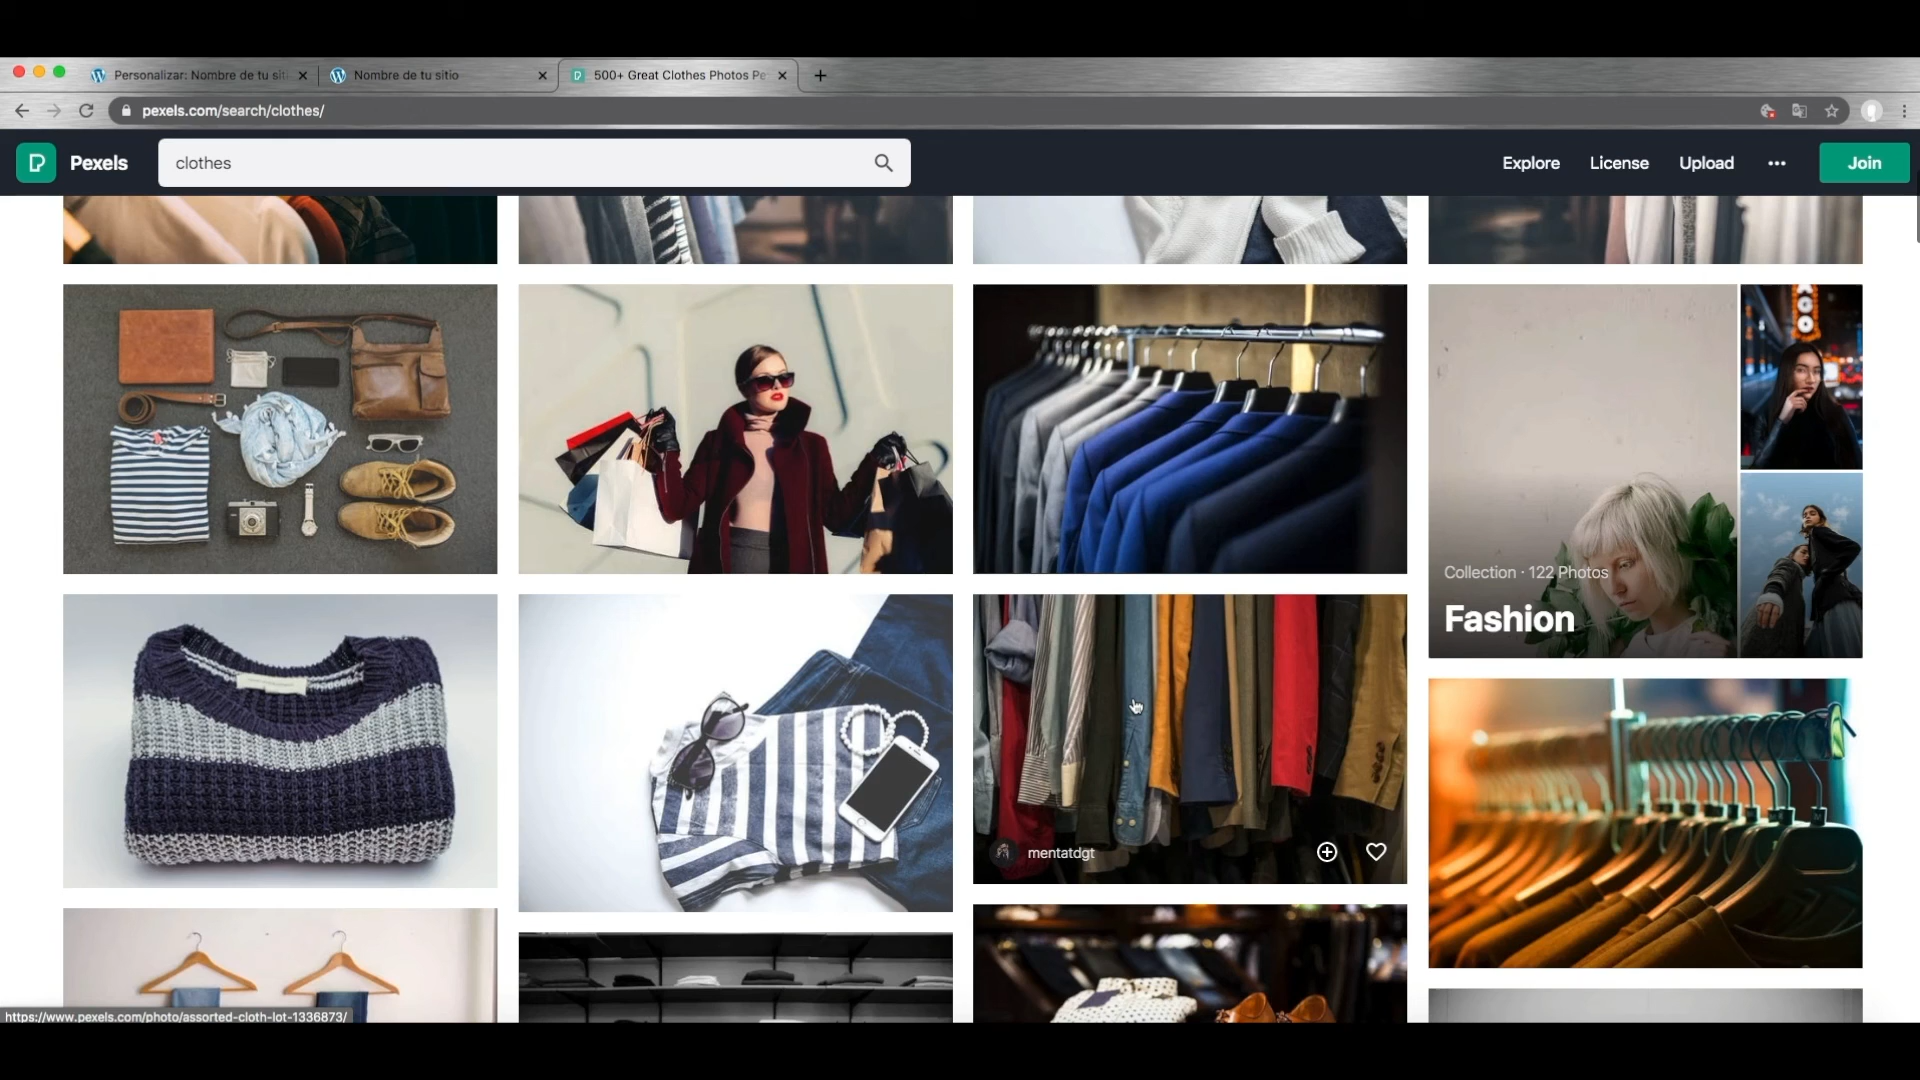 Personalizar: Nombre de tu siti
Nombre de tu sitio
500+ Great Clothes Photos Pe
pexels.com/search/clothes/
Pexels
clothes
Explore
License
Upload
Join
Collection · 122 Photos
Fashion
mentatdgt
https://www.pexels.com/photo/assorted-cloth-lot-1336873/